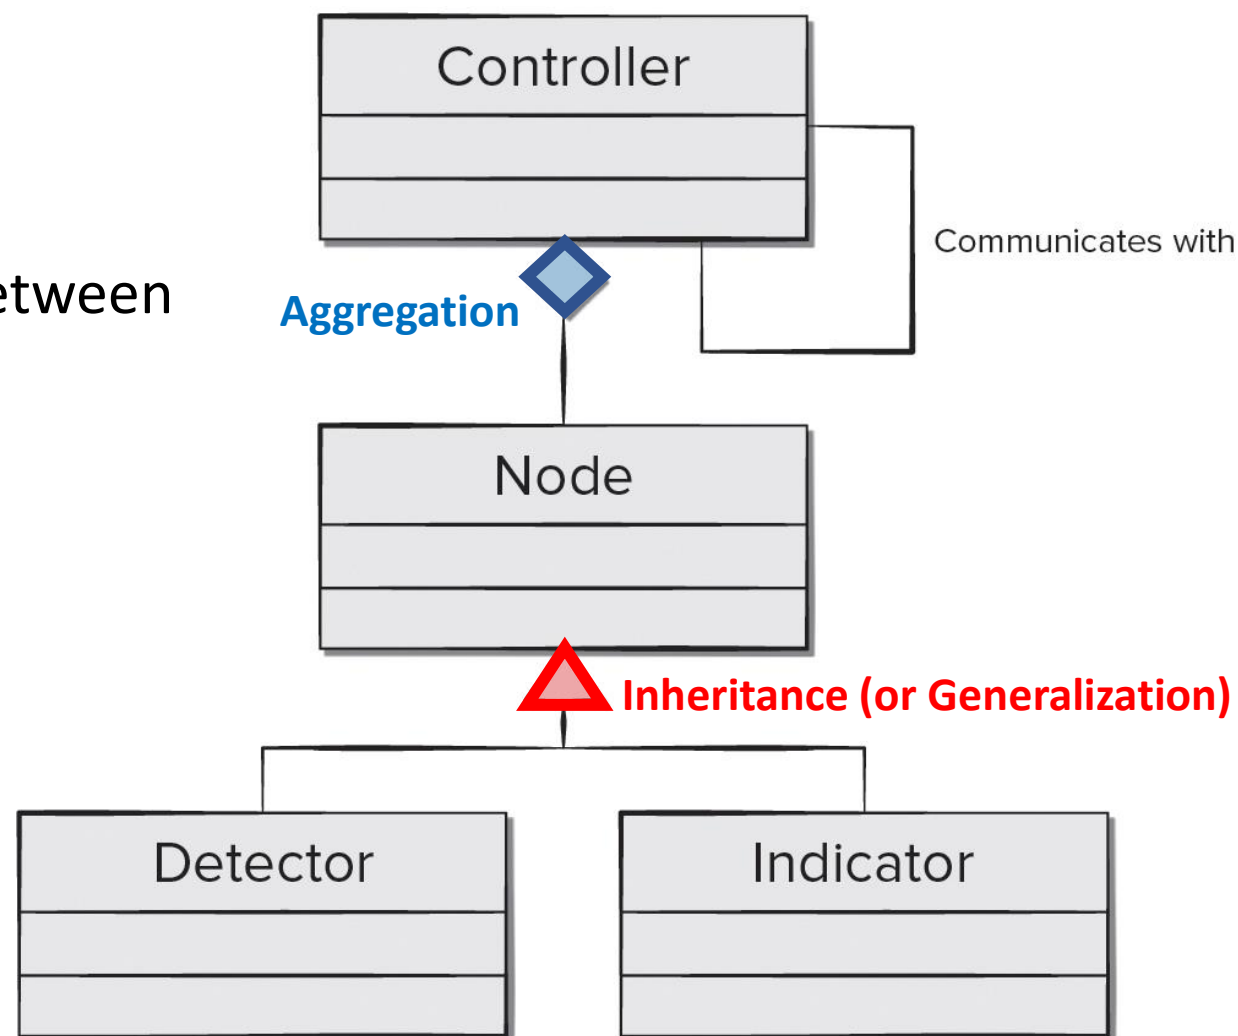 Controller
Communicates with
etween
Aggregation
Node
Inheritance (or Generalization)
Detector
Indicator